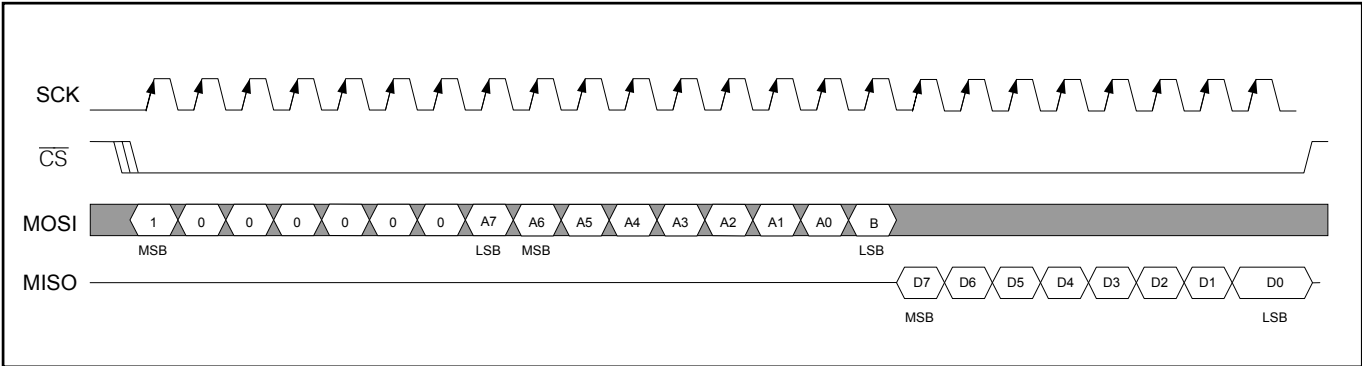 SCK
CS
MOSI 1 0 0 0 0 0 0 A7 A6 A5 A4 A3 A2 A1 A0 B
MSB LSB MSB LSB
MISO D7 D6 D5 D4 D3 D2 D1 D0
MSB LSB